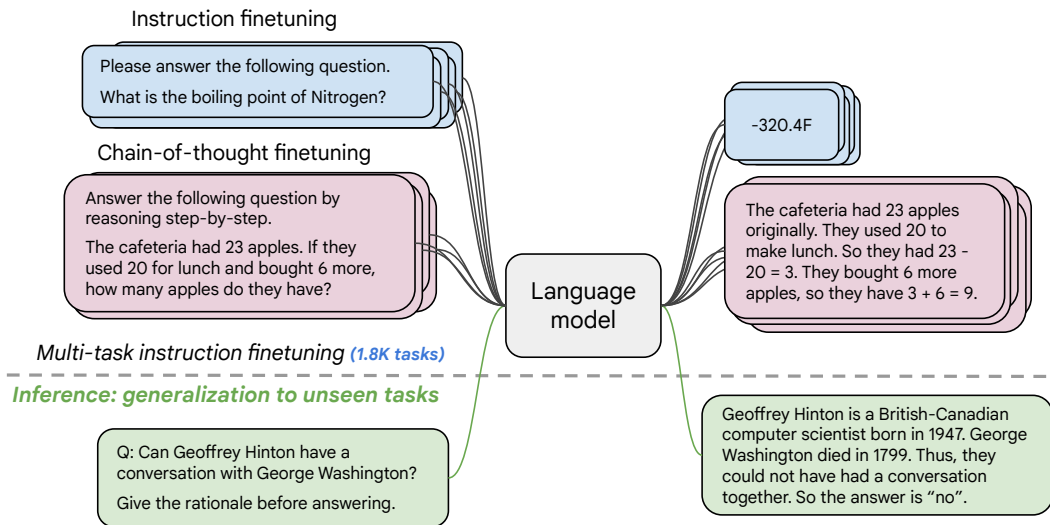 Instruction finetuning
Please answer the following question.
What is the boiling point of Nitrogen?
-320.4F
Chain-of-thought finetuning
Answer the following question by
reasoning step-by-step.
The cafeteria had 23 apples. If they
used 20 for lunch and bought 6 more,
how many apples do they have?
Language
model
The cafeteria had 23 apples
originally. They used 20 to
make lunch. So they had 23 -
20 = 3. They bought 6 more
apples, so they have 3 + 6 = 9.
Multi-task instruction finetuning (1.8K tasks)
Inference: generalization to unseen tasks
Q: Can Geoffrey Hinton have a
conversation with George Washington?
Give the rationale before answering.
Geoffrey Hinton is a British-Canadian
computer scientist born in 1947. George
Washington died in 1799. Thus, they
could not have had a conversation
together. So the answer is “no”.